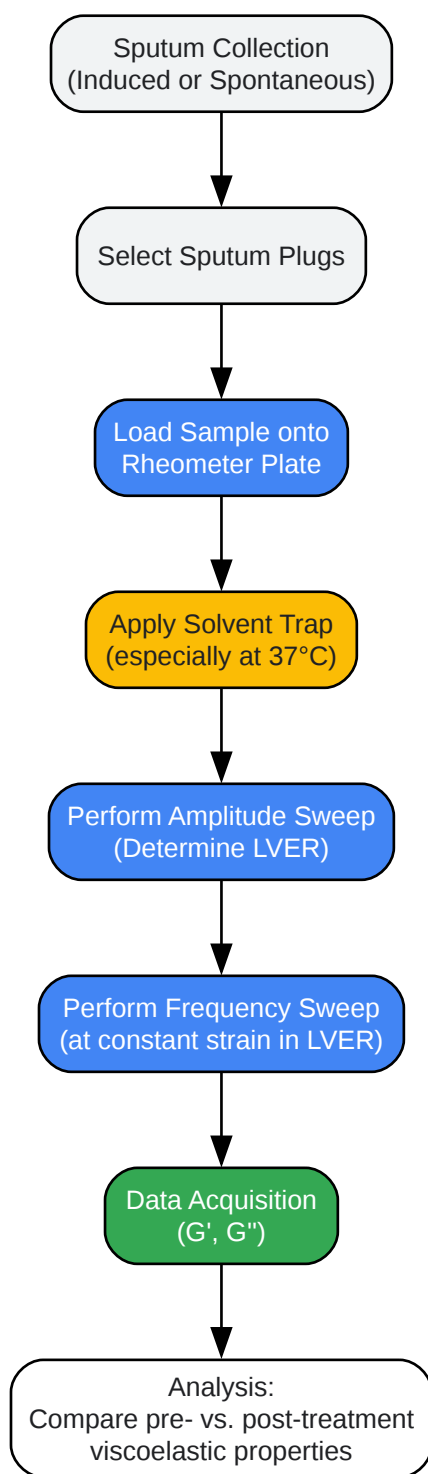 Sputum Collection
(Induced or Spontaneous)
Select Sputum Plugs
Load Sample onto
Rheometer Plate
Apply Solvent Trap
(especially at 37°C)
Perform Amplitude Sweep
(Determine LVER)
Perform Frequency Sweep
(at constant strain in LVER)
Data Acquisition
(G', G'')
Analysis:
Compare pre- vs. post-treatment
viscoelastic properties